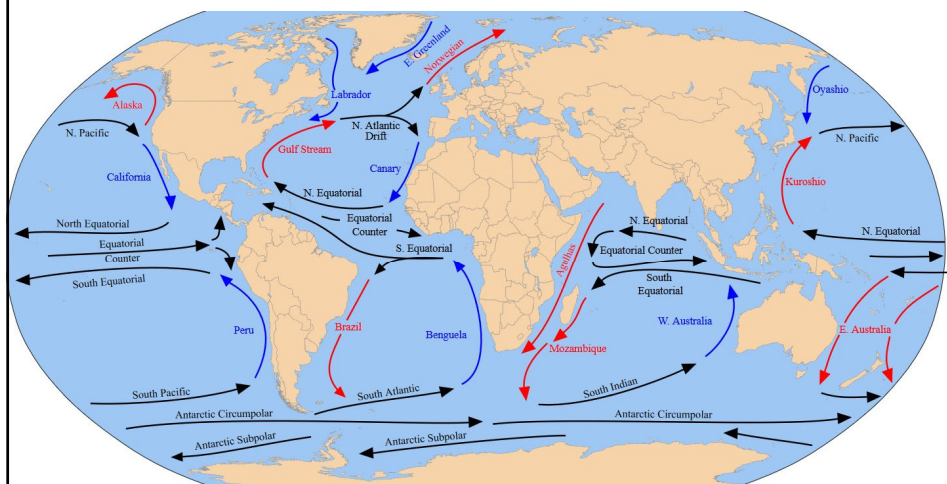 E. Greenland
Norwegian
Labrador
Oyashio
Alaska
N. Pacific
N. Atlantic
Drift
N. Pacific
Gulf Stream
Canary
California
Kuroshio
N. Equatorial
North Equatorial
Equatorial
Counter
N. Equatorial
N. Equatorial
Equatorial
Counter
S. Equatorial
Equatorial Counter
South Equatorial
South
Equatorial
Agulhas
Peru
Brazil
Benguela
W. Australia
E. Australia
Mozambique
South Pacific
South Atlantic
South Indian
Antarctic Circumpolar
Antarctic Circumpolar
Antarctic Subpolar
Antarctic Subpolar